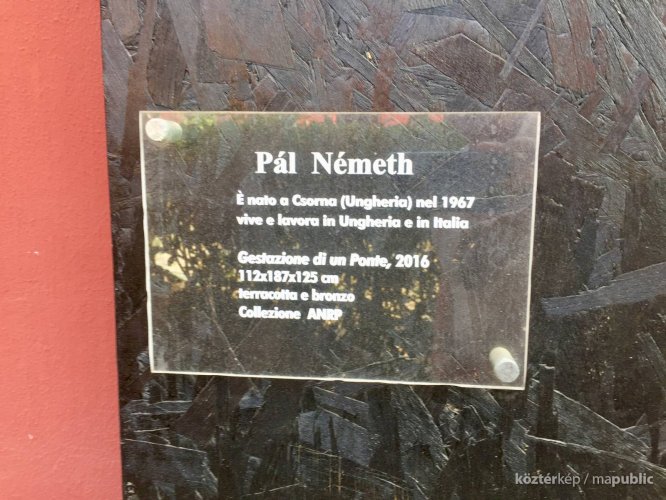 Pál Németh
È nato a Csorna (Ungheria) nel 1967
vive e lavora in Ungheria e in Italia
Gestazione di un Ponte, 2016
112x187x125 cm
terracotta e bronzo
Collezione ANRP
köztérkép / mapublic